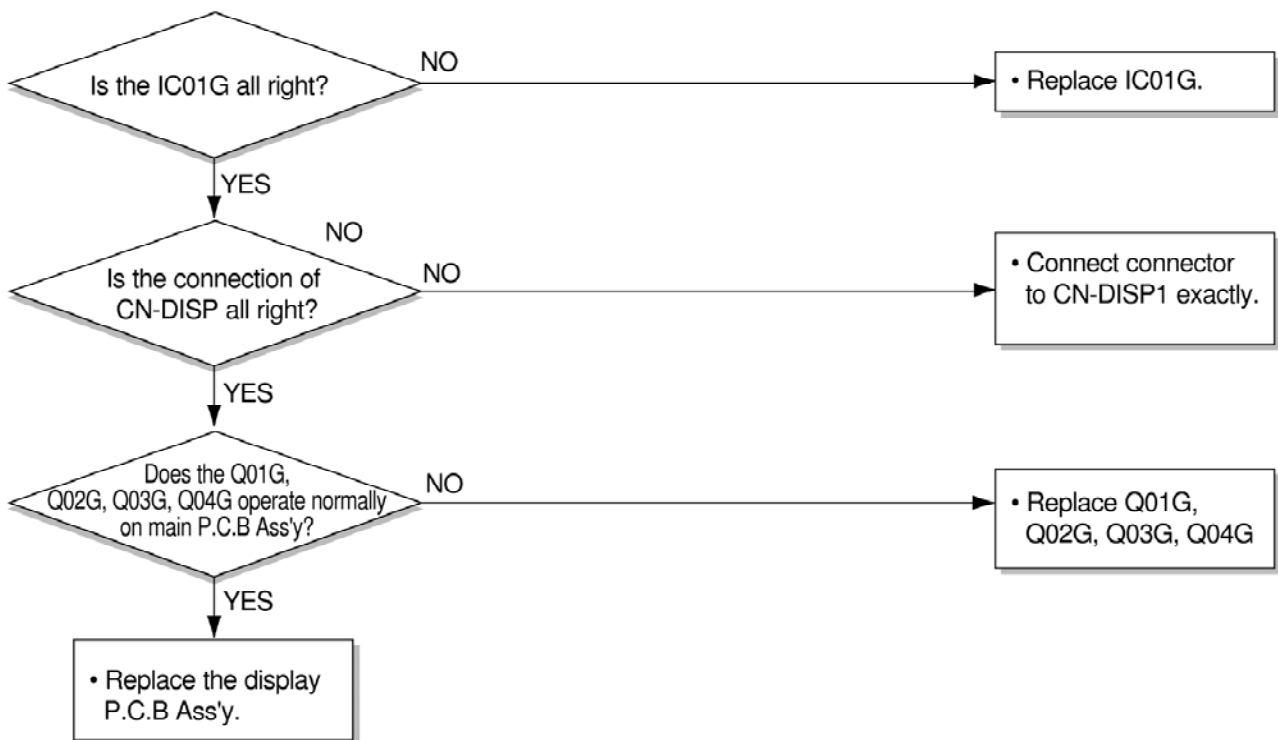 Is the IC01G all right?
NO
• Replace IC01G.
YES
NO
Is the connection of
CN-DISP all right?
NO
• Connect connector
to CN-DISP1 exactly.
YES
Does the Q01G,
Q02G, Q03G, Q04G operate normally
on main P.C.B Ass'y?
NO
• Replace Q01G,
Q02G, Q03G, Q04G
YES
• Replace the display
P.C.B Ass'y.